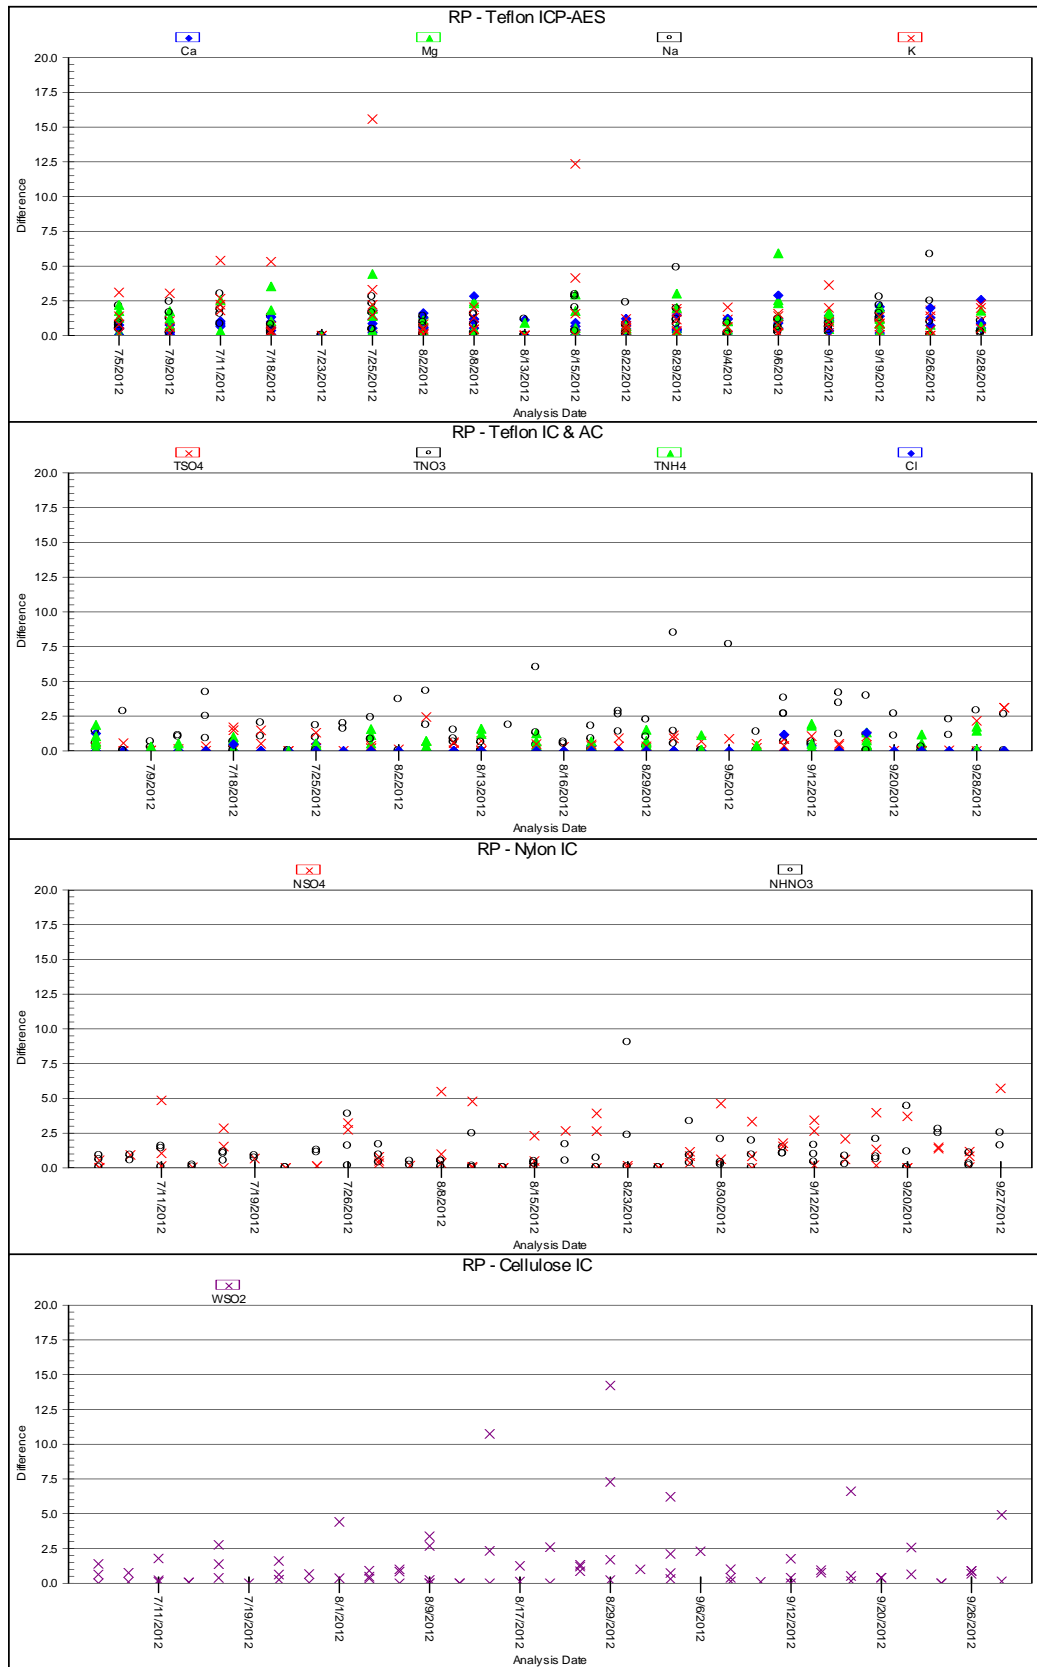 RP - Teflon ICP-AES
Ca Mg Na K
20.0
17.5
15.0
12.5
10.0
7.5
5.0
2.5
0.0
Difference
7/5/2012 7/9/2012 7/11/2012 7/18/2012 7/23/2012 7/25/2012 8/2/2012 8/8/2012 8/13/2012 8/15/2012 8/22/2012 8/29/2012 9/4/2012 9/6/2012 9/12/2012 9/19/2012 9/26/2012 9/28/2012
Analysis Date
RP - Teflon IC & AC
TSO4 TNO3 TNH4 Cl
20.0
17.5
15.0
12.5
10.0
7.5
5.0
2.5
0.0
Difference
7/9/2012 7/18/2012 7/25/2012 8/2/2012 8/13/2012 8/16/2012 8/29/2012 9/5/2012 9/12/2012 9/20/2012 9/28/2012
Analysis Date
RP - Nylon IC
NSO4 NHNO3
20.0
17.5
15.0
12.5
10.0
7.5
5.0
2.5
0.0
Difference
7/11/2012 7/19/2012 7/26/2012 8/8/2012 8/15/2012 8/23/2012 8/30/2012 9/12/2012 9/20/2012 9/27/2012
Analysis Date
RP - Cellulose IC
WSO2
20.0
17.5
15.0
12.5
10.0
7.5
5.0
2.5
0.0
Difference
7/11/2012 7/19/2012 8/1/2012 8/9/2012 8/17/2012 8/29/2012 9/6/2012 9/12/2012 9/20/2012 9/26/2012
Analysis Date